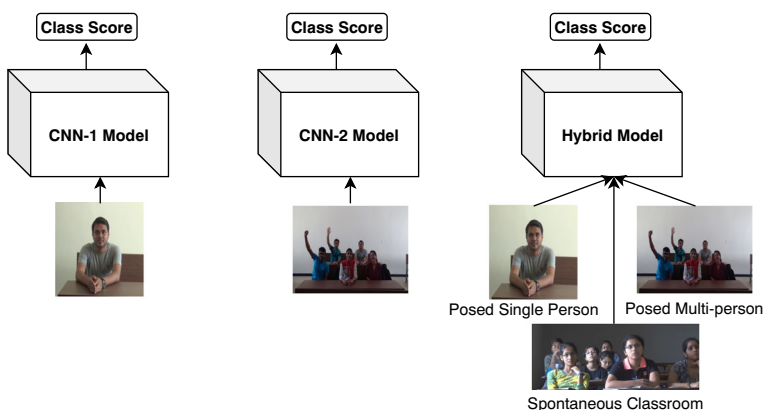 Class Score
Class Score
Class Score
CNN-1 Model
CNN-2 Model
Hybrid Model
Posed Single Person
Posed Multi-person
Spontaneous Classroom